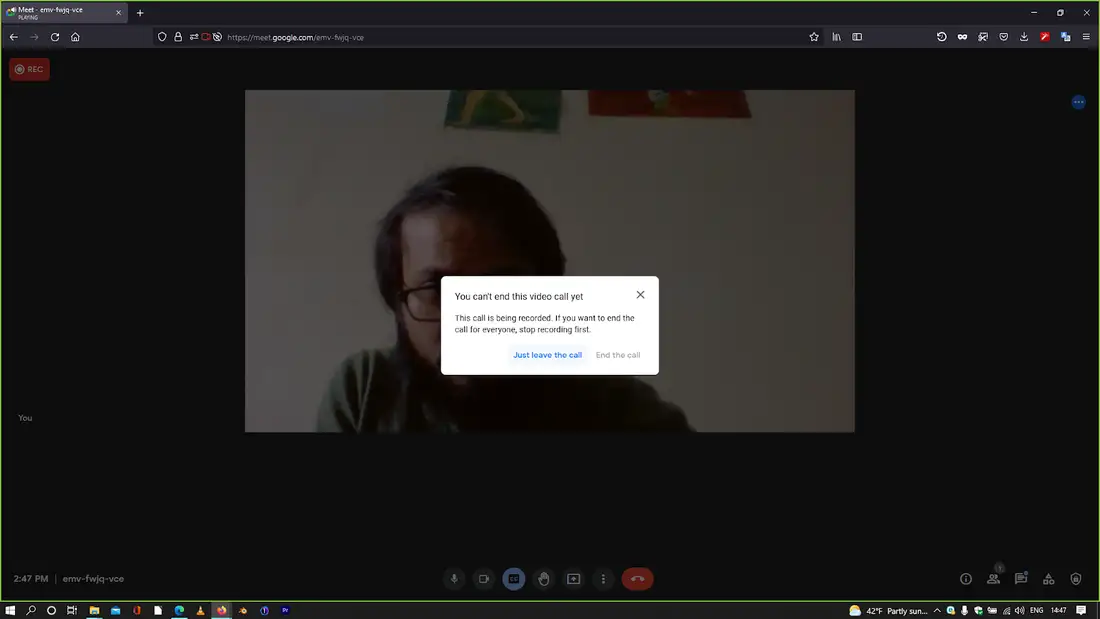 Meet - emv-fwjq-vce
PLAYING
https://meet.google.com/emv-fwjq-vce
REC
You can't end this video call yet
This call is being recorded. If you want to end the
call for everyone, stop recording first.
Just leave the call
End the call
You
2:47 PM | emv-fwjq-vce
1
42°F Partly sun...
ENG
14:47